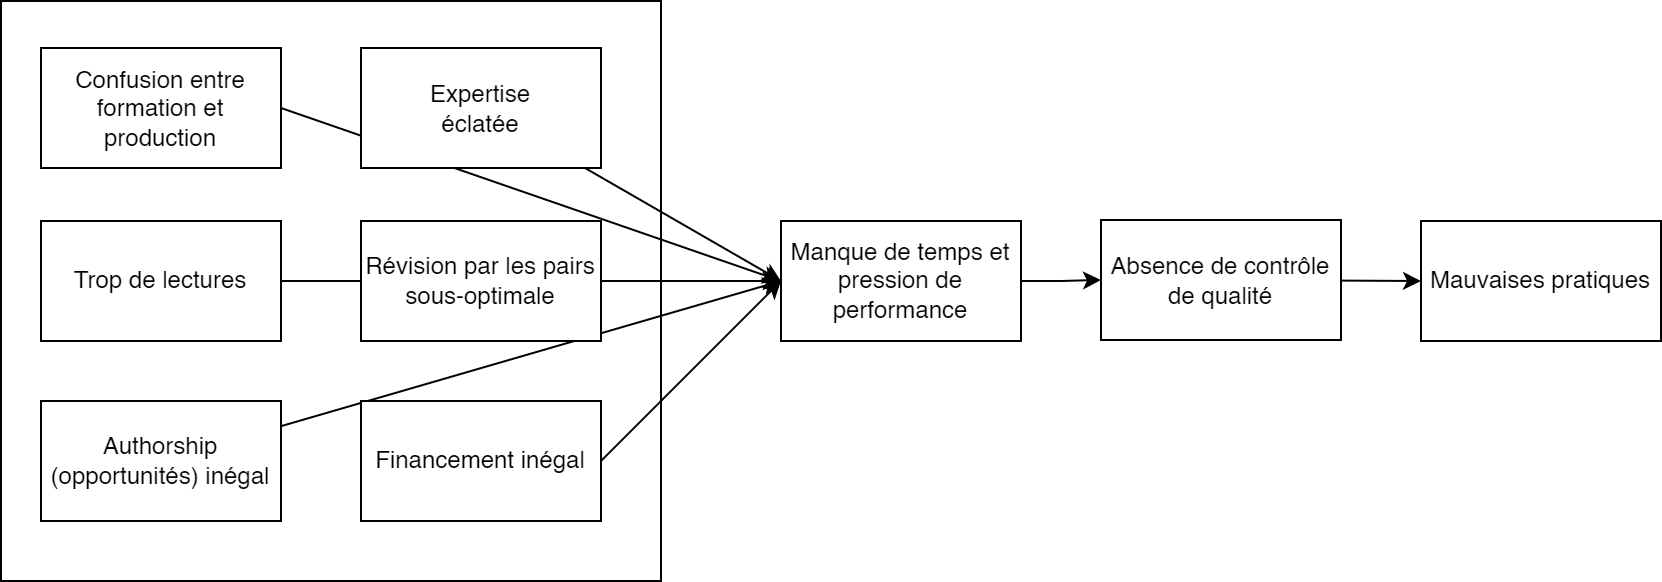 Confusion entre
formation et
production
Expertise
éclatée
Trop de lectures
Révision par les pairs
sous-optimale
Authorship
(opportunités) inégal
Financement inégal
Manque de temps et
pression de
performance
Absence de contrôle
de qualité
Mauvaises pratiques